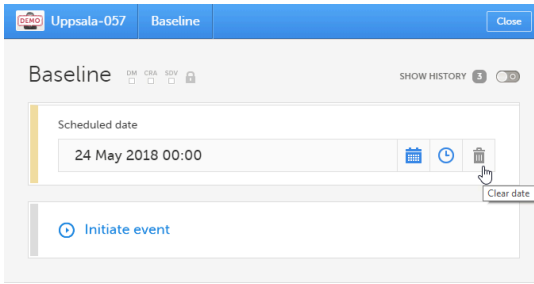 DEMO Uppsala-057 Baseline Close
Baseline DM CRA SDV SHOW HISTORY 3
Scheduled date
24 May 2018 00:00
Clear date
Initiate event